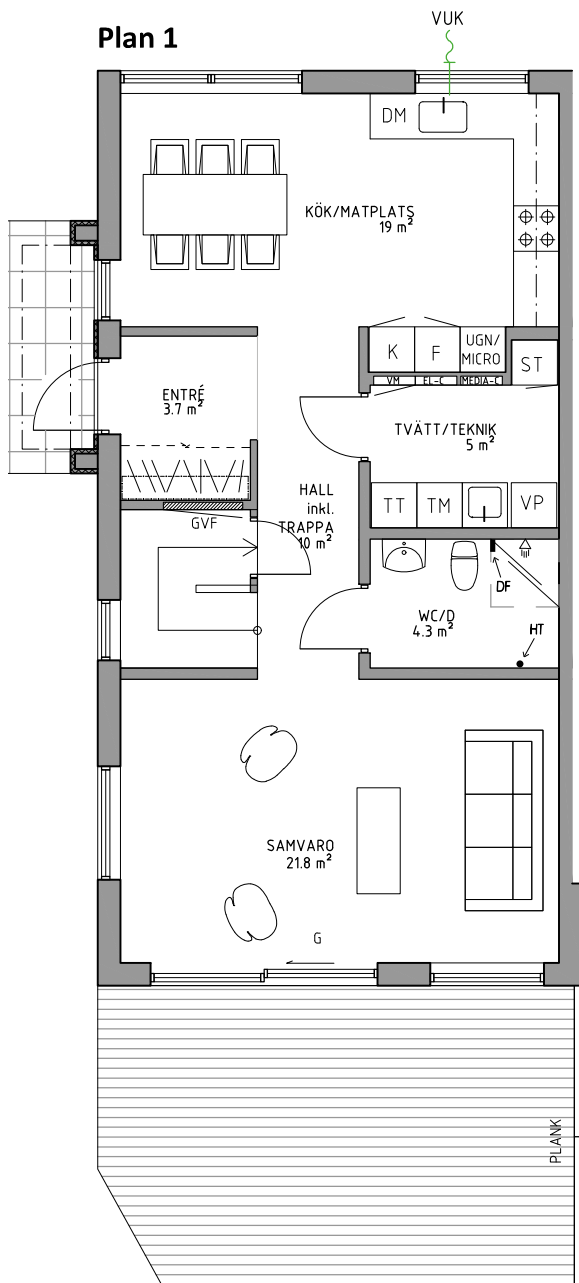 VUK
Plan 1
DM
KÖK/MATPLATS
19 m²
K
F
UGN/
MICRO
ST
VM
EL-C
MEDIA-C
ENTRÉ
3.7 m²
TVÄTT/TEKNIK
5 m²
HALL
inkl.
TRAPPA
10 m²
TT
TM
VP
GVF
DF
WC/D
4.3 m²
HT
SAMVARO
21.8 m²
G
PLANK